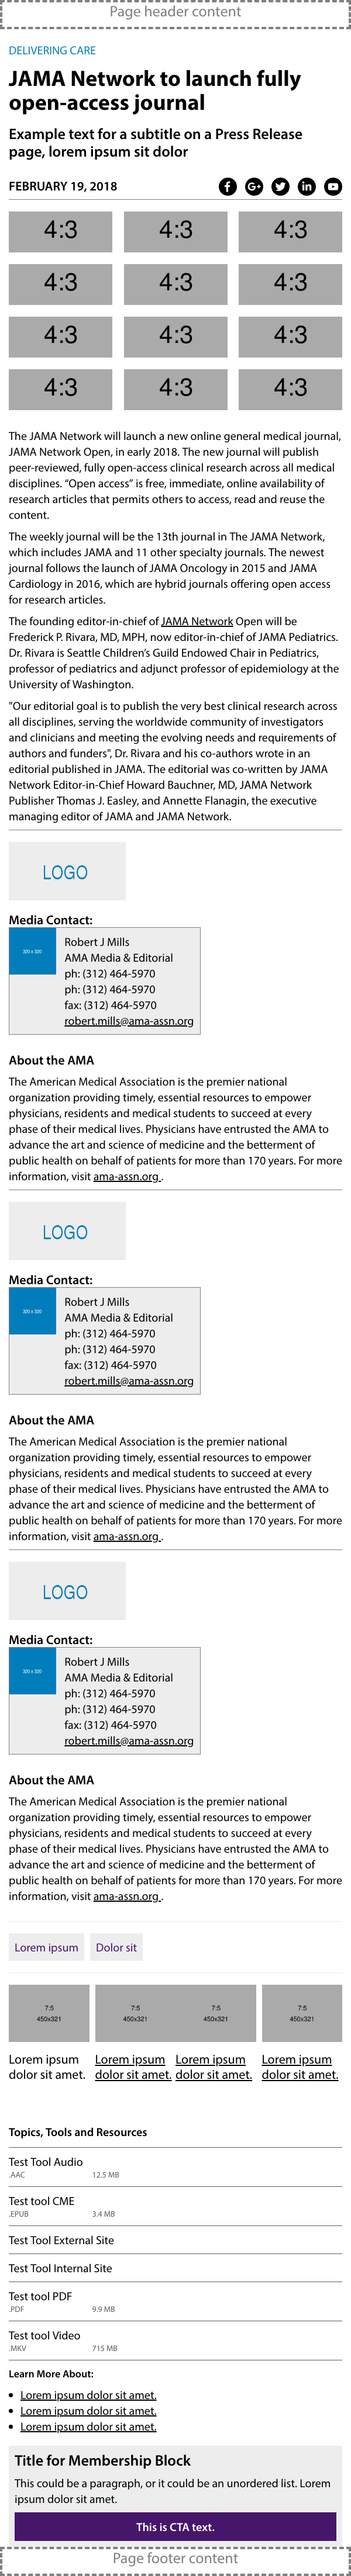 Page header content
DELIVERING CARE
JAMA Network to launch fully
open-access journal
Example text for a subtitle on a Press Release
page, lorem ipsum sit dolor
FEBRUARY 19, 2018
4:3 4:3 4:3
4:3 4:3 4:3
4:3 4:3 4:3
4:3 4:3 4:3
The JAMA Network will launch a new online general medical journal,
JAMA Network Open, in early 2018. The new journal will publish
peer-reviewed, fully open-access clinical research across all medical
disciplines. “Open access” is free, immediate, online availability of
research articles that permits others to access, read and reuse the
content.
The weekly journal will be the 13th journal in The JAMA Network,
which includes JAMA and 11 other specialty journals. The newest
journal follows the launch of JAMA Oncology in 2015 and JAMA
Cardiology in 2016, which are hybrid journals offering open access
for research articles.
The founding editor-in-chief of JAMA Network Open will be
Frederick P. Rivara, MD, MPH, now editor-in-chief of JAMA Pediatrics.
Dr. Rivara is Seattle Children’s Guild Endowed Chair in Pediatrics,
professor of pediatrics and adjunct professor of epidemiology at the
University of Washington.
"Our editorial goal is to publish the very best clinical research across
all disciplines, serving the worldwide community of investigators
and clinicians and meeting the evolving needs and requirements of
authors and funders", Dr. Rivara and his co-authors wrote in an
editorial published in JAMA. The editorial was co-written by JAMA
Network Editor-in-Chief Howard Bauchner, MD, JAMA Network
Publisher Thomas J. Easley, and Annette Flanagin, the executive
managing editor of JAMA and JAMA Network.
LOGO
Media Contact:
320 x 320
Robert J Mills
AMA Media & Editorial
ph: (312) 464-5970
ph: (312) 464-5970
fax: (312) 464-5970
robert.mills@ama-assn.org
About the AMA
The American Medical Association is the premier national
organization providing timely, essential resources to empower
physicians, residents and medical students to succeed at every
phase of their medical lives. Physicians have entrusted the AMA to
advance the art and science of medicine and the betterment of
public health on behalf of patients for more than 170 years. For more
information, visit ama-assn.org .
LOGO
Media Contact:
320 x 320
Robert J Mills
AMA Media & Editorial
ph: (312) 464-5970
ph: (312) 464-5970
fax: (312) 464-5970
robert.mills@ama-assn.org
About the AMA
The American Medical Association is the premier national
organization providing timely, essential resources to empower
physicians, residents and medical students to succeed at every
phase of their medical lives. Physicians have entrusted the AMA to
advance the art and science of medicine and the betterment of
public health on behalf of patients for more than 170 years. For more
information, visit ama-assn.org .
LOGO
Media Contact:
320 x 320
Robert J Mills
AMA Media & Editorial
ph: (312) 464-5970
ph: (312) 464-5970
fax: (312) 464-5970
robert.mills@ama-assn.org
About the AMA
The American Medical Association is the premier national
organization providing timely, essential resources to empower
physicians, residents and medical students to succeed at every
phase of their medical lives. Physicians have entrusted the AMA to
advance the art and science of medicine and the betterment of
public health on behalf of patients for more than 170 years. For more
information, visit ama-assn.org .
Lorem ipsum Dolor sit
7:5 7:5 7:5 7:5
450x321 450x321 450x321 450x321
Lorem ipsum Lorem ipsum Lorem ipsum Lorem ipsum
dolor sit amet. dolor sit amet. dolor sit amet. dolor sit amet.
Topics, Tools and Resources
Test Tool Audio
.AAC 12.5 MB
Test tool CME
.EPUB 3.4 MB
Test Tool External Site
Test Tool Internal Site
Test tool PDF
.PDF 9.9 MB
Test tool Video
.MKV 715 MB
Learn More About:
Lorem ipsum dolor sit amet.
Lorem ipsum dolor sit amet.
Lorem ipsum dolor sit amet.
Title for Membership Block
This could be a paragraph, or it could be an unordered list. Lorem
ipsum dolor sit amet.
This is CTA text.
Page footer content